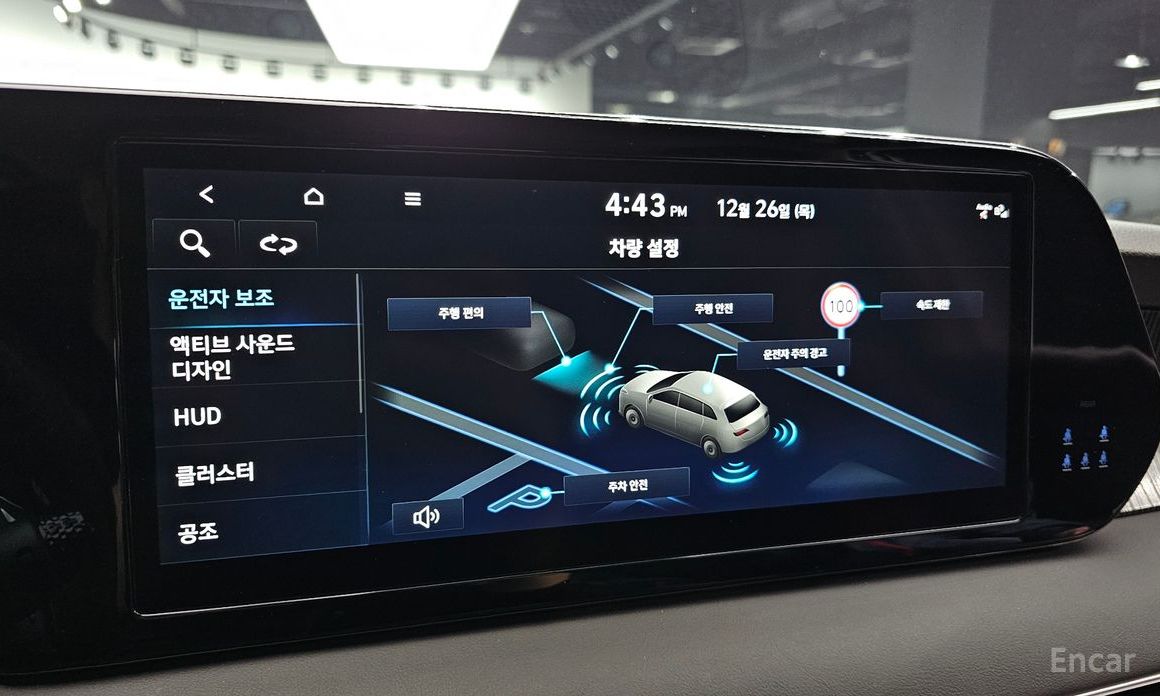 4:43 PM 12월 26일 (목)
차량 설정
운전자 보조
액티브 사운드
디자인
HUD
클러스터
공조
주행 편의
주행 안전
100
속도 제한
운전자 주의 경고
주차 안전
P
Encar